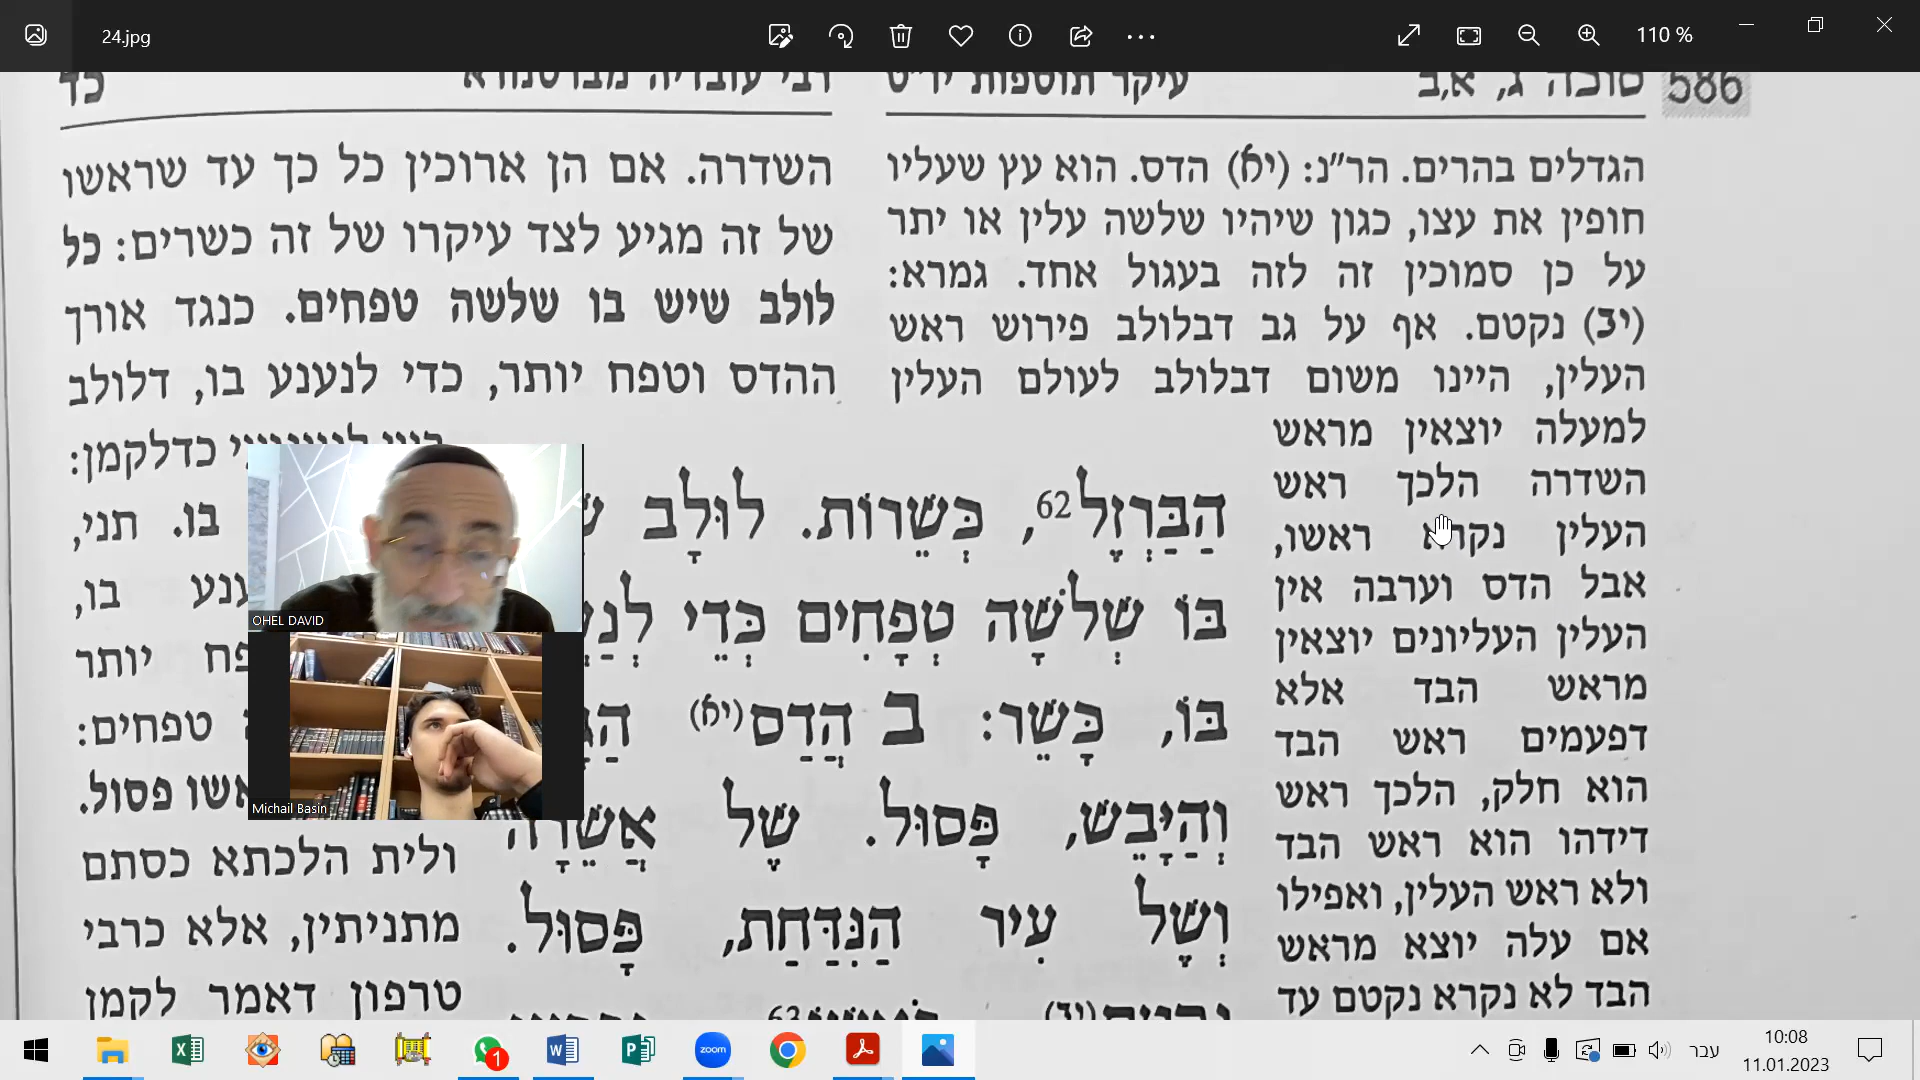 24.jpg
110 %
586
סוכה ג, א,ב
עיקר תוספות יו״ט
רבי עובדיה מברטנורא
כד
הגדלים בהרים. הר״נ: (יא) הדס. הוא עץ שעליו
חופין את עצו, כגון שיהיו שלשה עלין או יתר
על כן סמוכין זה לזה בעגול אחד. גמרא:
(יב) נקטם. אף על גב דבלולב פירוש ראש
העלין, היינו משום דבלולב לעולם העלין
למעלה יוצאין מראש
השדרה הלכך ראש
העלין נקרא ראשו,
אבל הדס וערבה אין
העלין העליונים יוצאין
מראש הבד אלא
דפעמים ראש הבד
הוא חלק, הלכך ראש
דידהו הוא ראש הבד
ולא ראש העלין, ואפילו
אם עלה יוצא מראש
הבד לא נקרא נקטם עד
הַבַּרְזֶל62, כְּשֵׁרוֹת. לוּלָב
בּוֹ שְׁלֹשָׁה טְפָחִים כְּדֵי
בּוֹ, כָּשֵׁר: ב הֲדַס(יא)
וְהַיָּבֵשׁ, פָּסוּל. שֶׁל אֲשֵׁרָה
וְשֶׁל עִיר הַנִּדַּחַת, פָּסוּל.
השדרה. אם הן ארוכין כל כך עד שראשו
של זה מגיע לצד עיקרו של זה כשרים: כל
לולב שיש בו שלשה טפחים. כנגד אורך
ההדס וטפח יותר, כדי לנענע בו, דלולב
כדלקמן:
בו. תני,
בו,
יותר
טפחים:
פסול.
ולית הלכתא כסתם
מתניתין, אלא כרבי
טרפון דאמר לקמן
OHEL DAVID
Michail Basin
1
zoom
עבר
10:08
11.01.2023